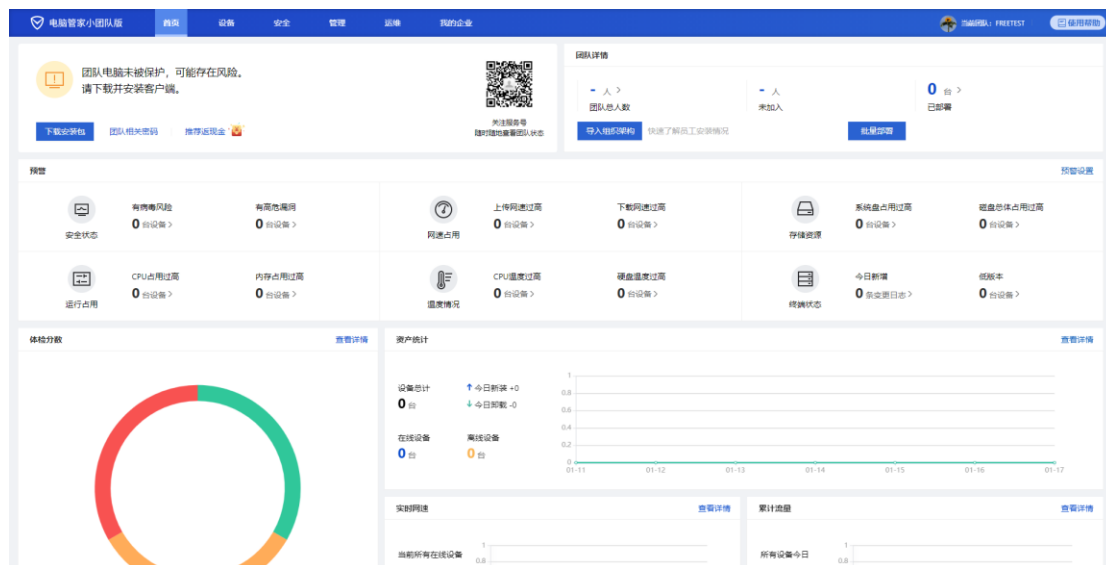 电脑管家小团队版 首页 设备 安全 管理 运维 我的企业 当前团队：FREETEST 使用帮助
团队电脑未被保护，可能存在风险。
请下载并安装客户端。
下载安装包 团队相关密码 推荐返现金
关注服务号
随时随地查看团队状态
团队详情
- 人 >
团队总人数
- 人
未加入
0 台 >
已部署
导入组织架构 快速了解员工安装情况 批量部署
预警 预警设置
安全状态
有病毒风险
0 台设备 >
有高危漏洞
0 台设备 >
网速占用
上传网速过高
0 台设备 >
下载网速过高
0 台设备 >
存储资源
系统盘占用过高
0 台设备 >
磁盘总体占用过高
0 台设备 >
运行占用
CPU占用过高
0 台设备 >
内存占用过高
0 台设备 >
温度情况
CPU温度过高
0 台设备 >
硬盘温度过高
0 台设备 >
终端状态
今日新增
0 条变更日志 >
低版本
0 台设备 >
体检分数 查看详情
资产统计 查看详情
设备总计
0 台
↑ 今日新装 +0
↓ 今日卸载 -0
在线设备
0 台
离线设备
0 台
1
0.8
0.6
0.4
0.2
0
01-11 01-12 01-13 01-14 01-15 01-16 01-17
实时网速 查看详情
当前所有在线设备
1
0.8
累计流量 查看详情
所有设备今日
1
0.8